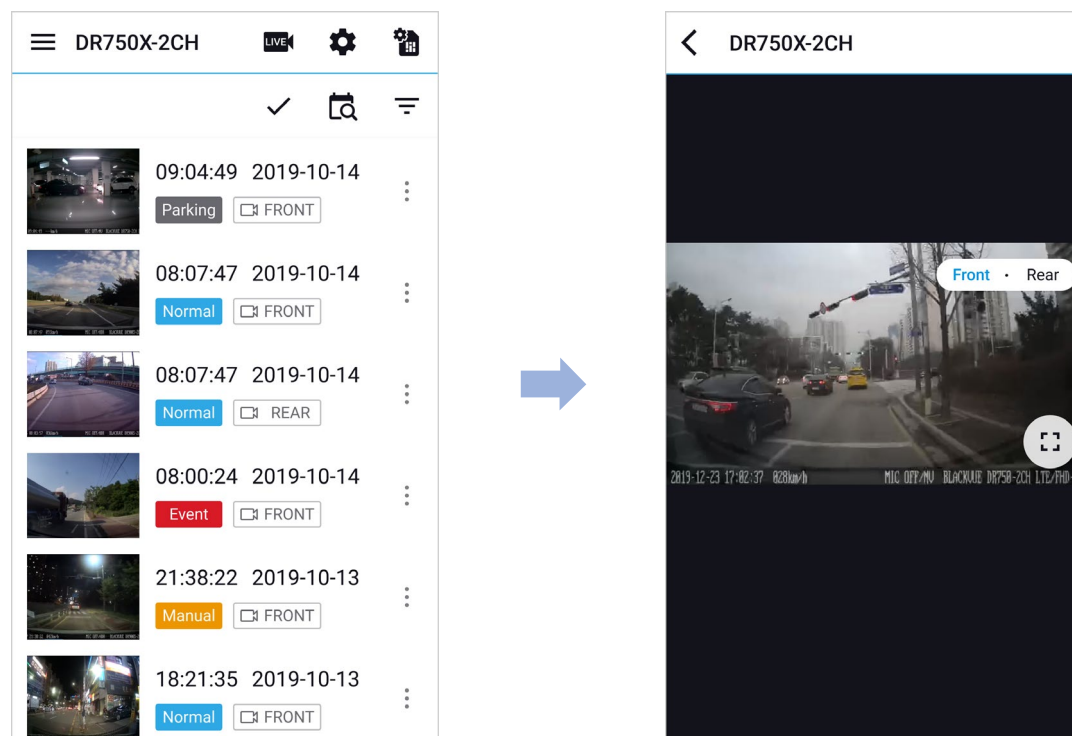 DR750X-2CH
LIVE
09:04:49 2019-10-14
Parking FRONT
08:07:47 2019-10-14
Normal FRONT
08:07:47 2019-10-14
Normal REAR
08:00:24 2019-10-14
Event FRONT
21:38:22 2019-10-13
Manual FRONT
18:21:35 2019-10-13
Normal FRONT
DR750X-2CH
Front · Rear
2019-12-23 17:02:37 028km/h MIC OFF/NV BLACKVUE DR750-2CH LTE/FHD